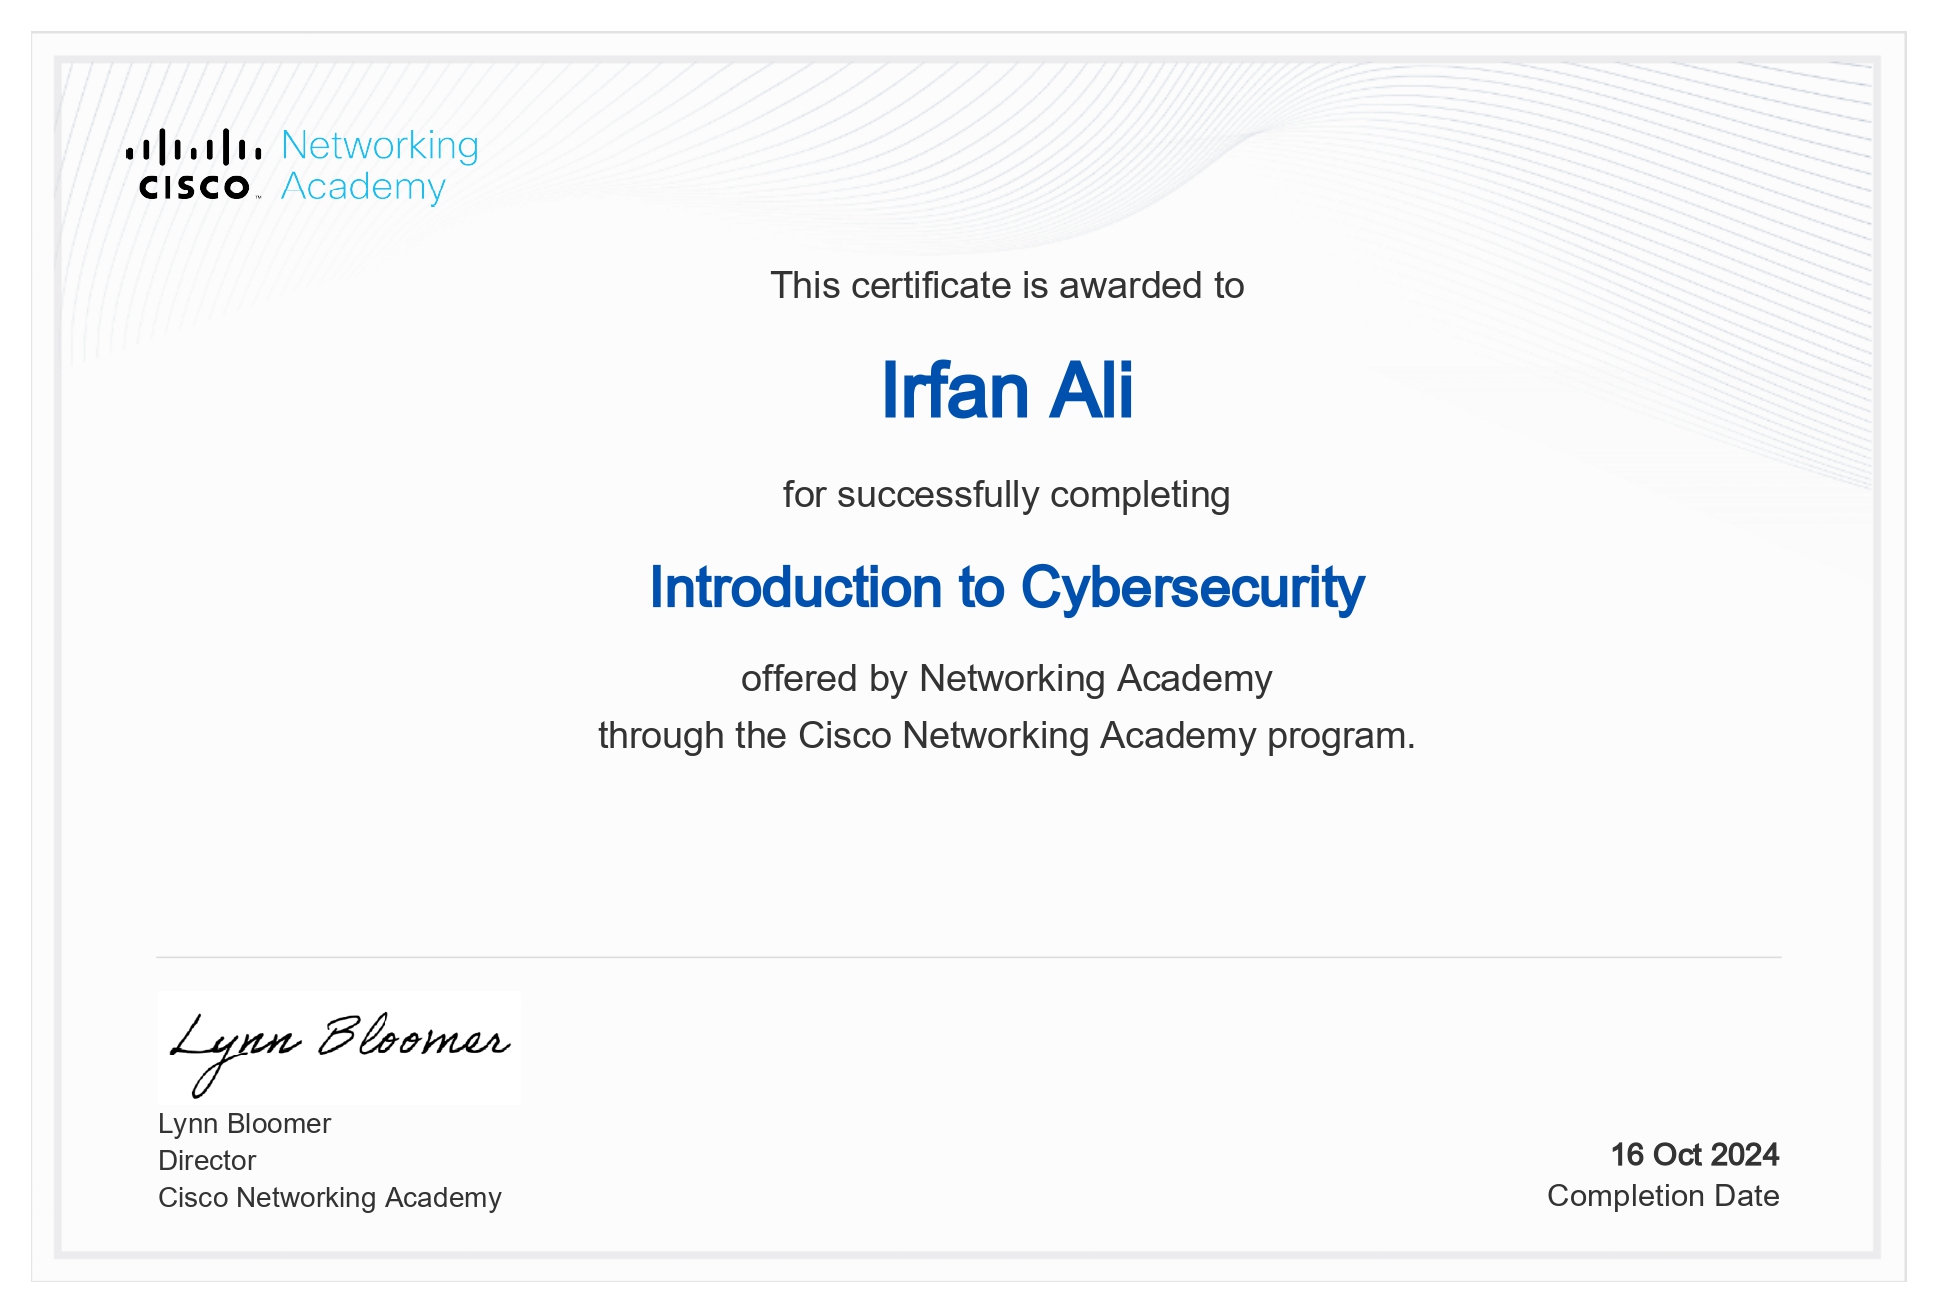 Networking
CISCO™ Academy
This certificate is awarded to
Irfan Ali
for successfully completing
Introduction to Cybersecurity
offered by Networking Academy
through the Cisco Networking Academy program.
Lynn Bloomer
Lynn Bloomer
Director
Cisco Networking Academy
16 Oct 2024
Completion Date